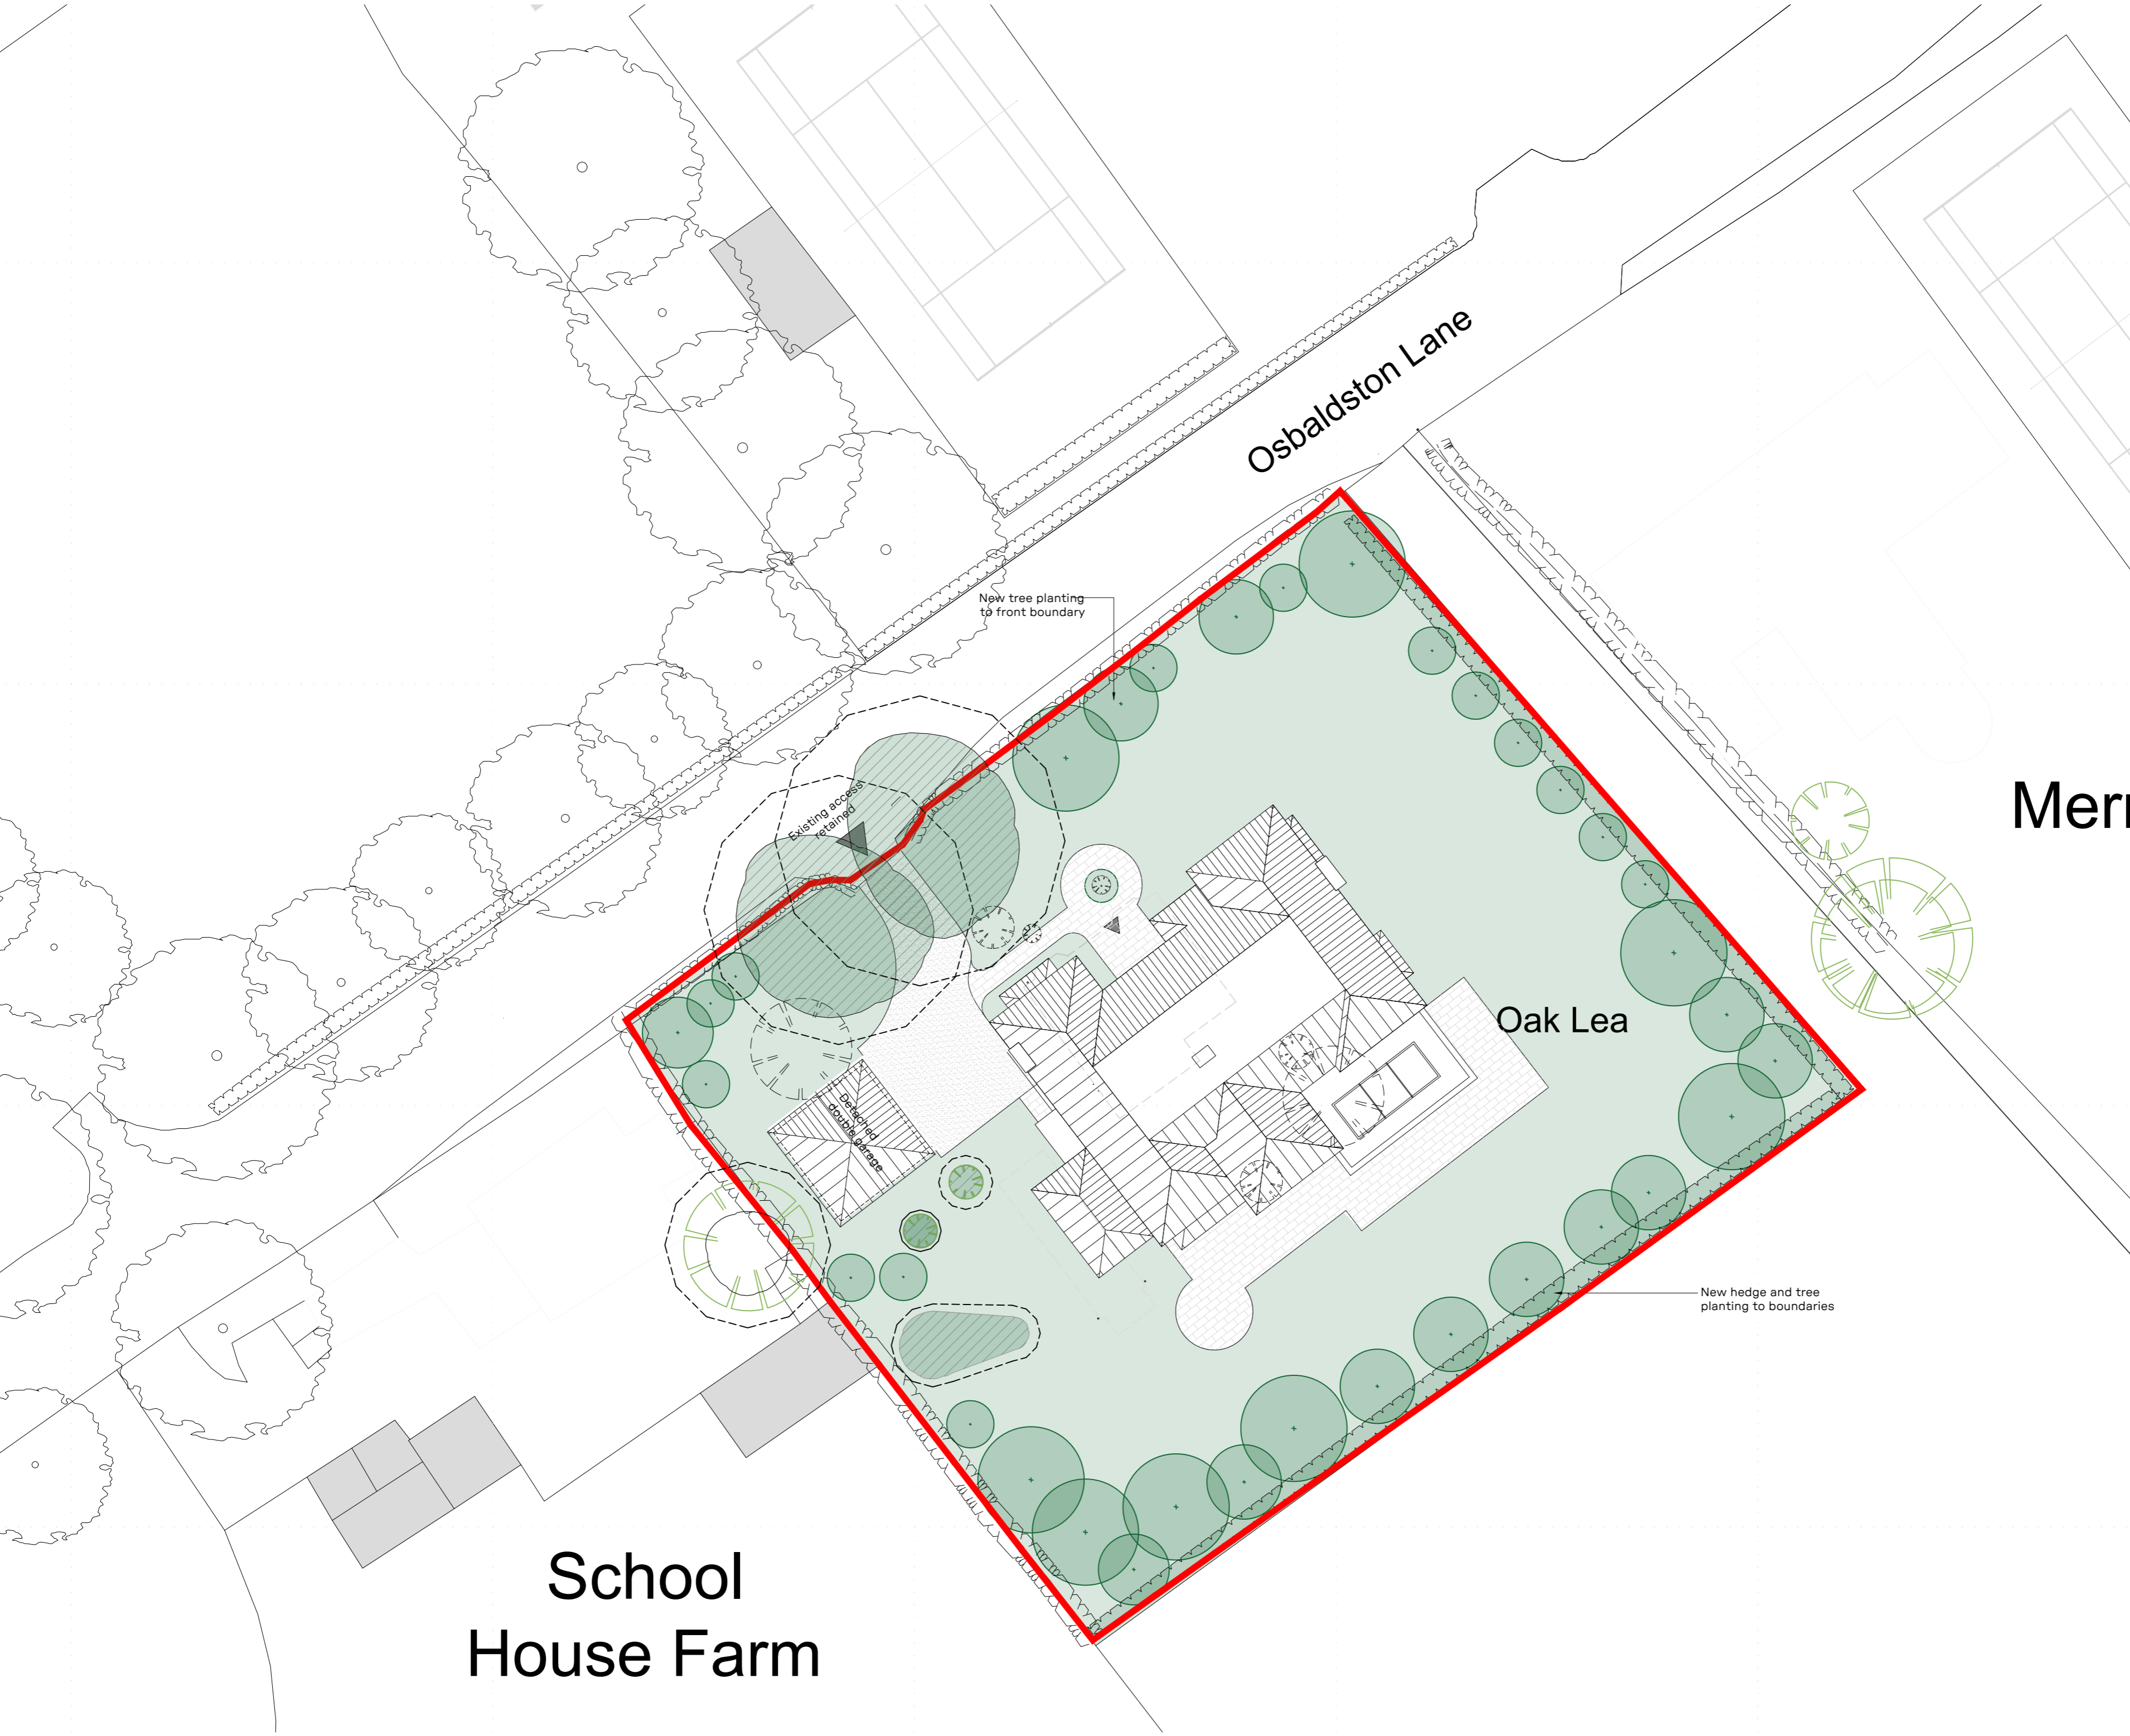 Osbaldston Lane
New tree planting
to front boundary
Existing access
retained
Merr
Oak Lea
Detached
double garage
New hedge and tree
planting to boundaries
School
House Farm